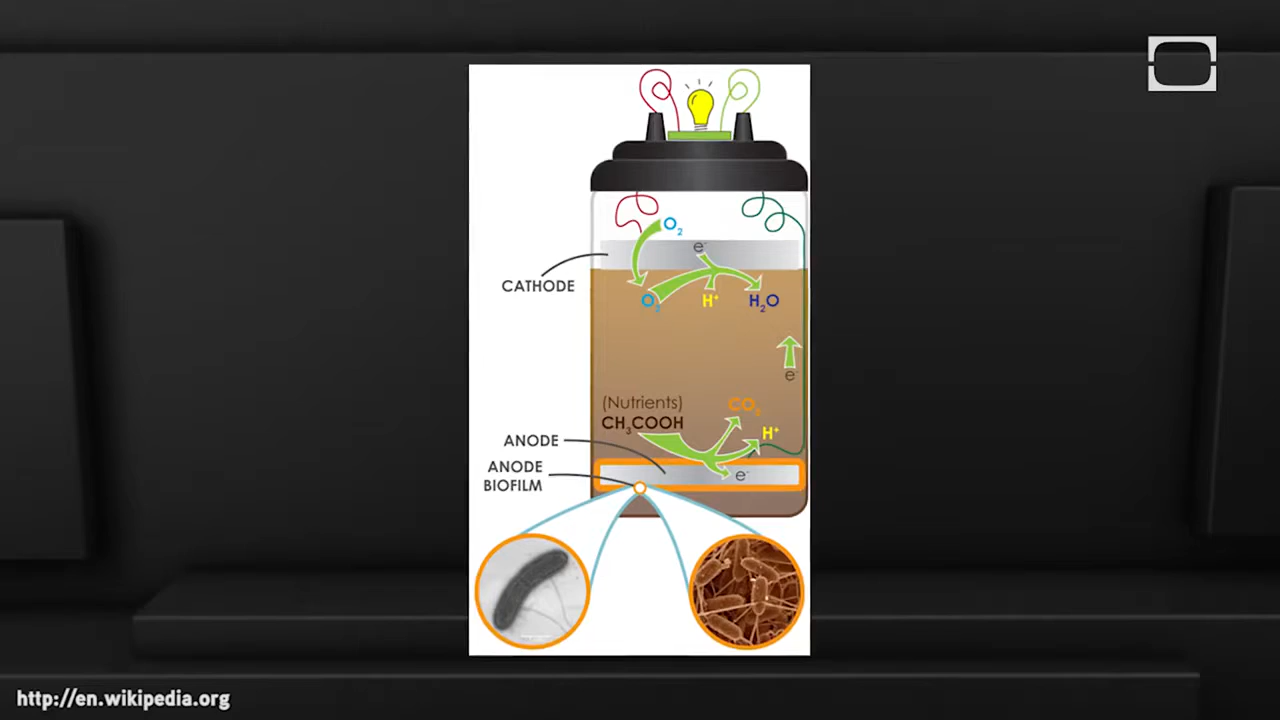 O₂
e⁻
CATHODE
O₂ H⁺ H₂O
e⁻
(Nutrients)
CH₃COOH
CO₂
H⁺
ANODE
e⁻
ANODE
BIOFILM
http://en.wikipedia.org